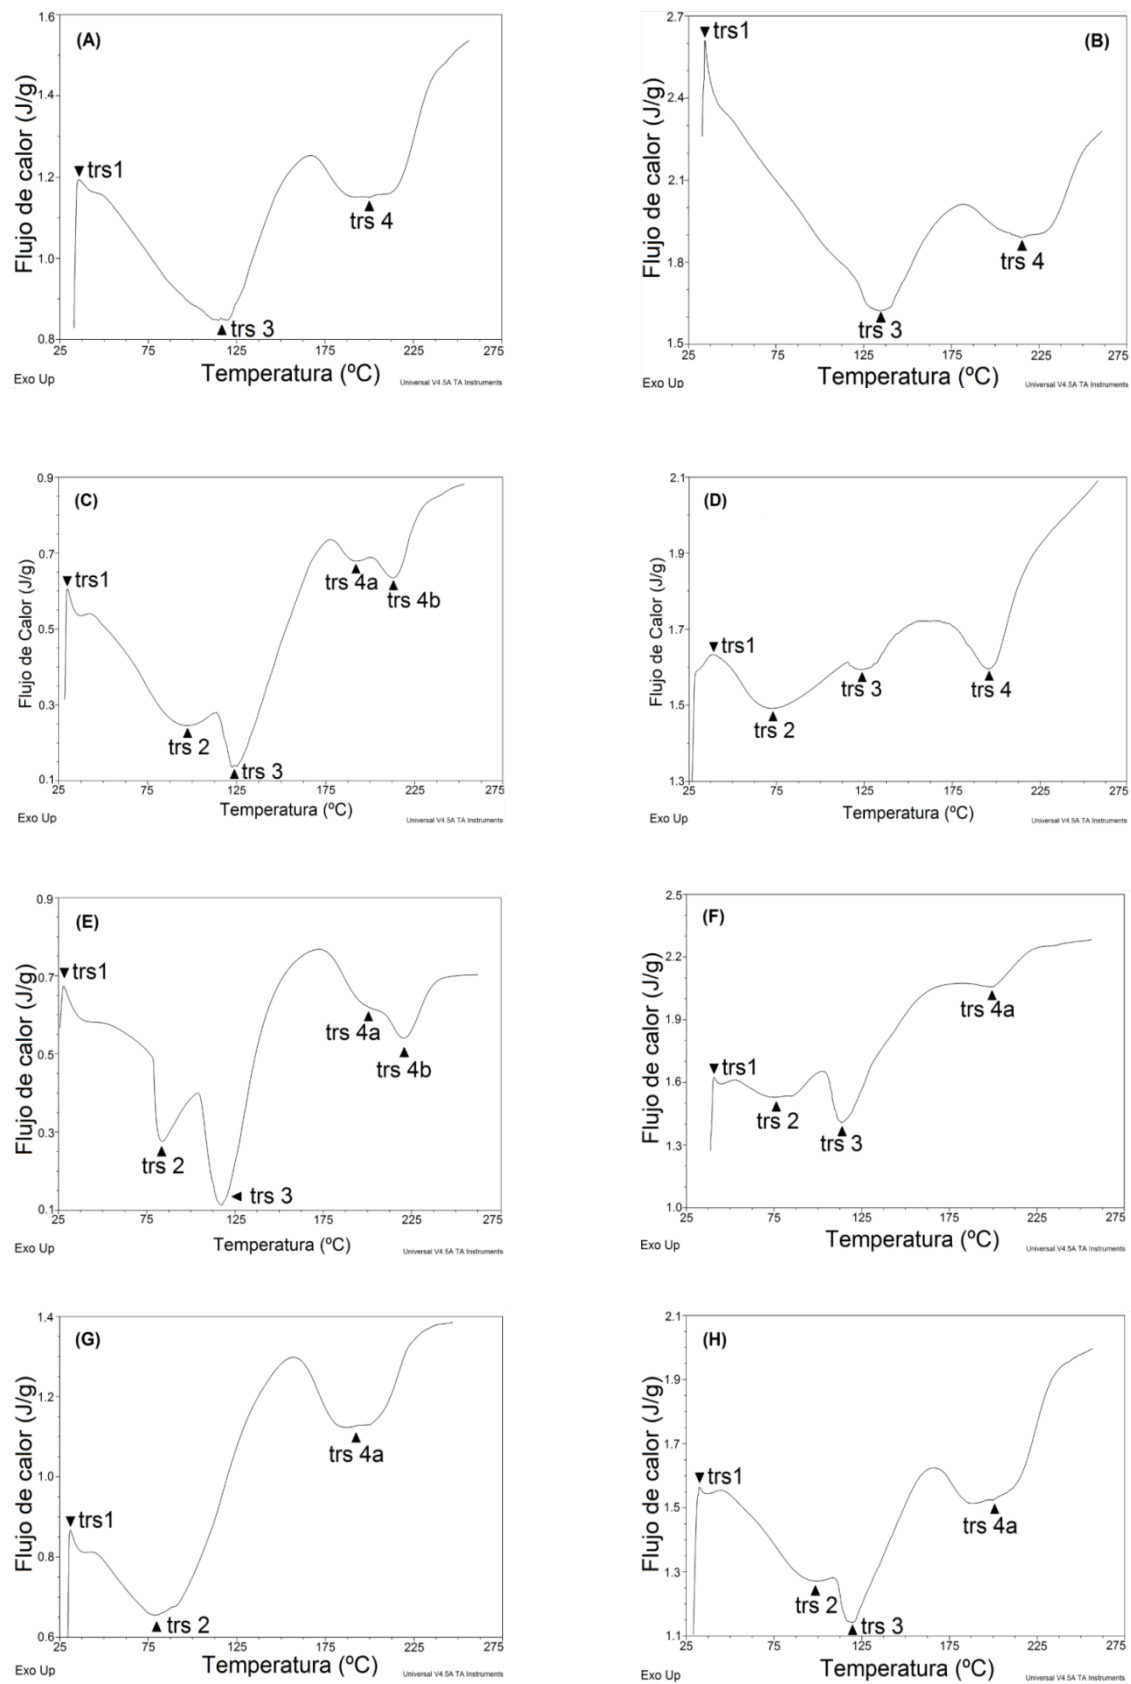 (A)
Flujo de calor (J/g)
1.6
1.4
1.2
1.0
0.8
▼ trs1
▲ trs 3
▲
trs 4
25 75 125 175 225 275
Temperatura (ºC)
Exo Up
Universal V4.5A TA Instruments
(B)
Flujo de calor (J/g)
2.7
2.4
2.1
1.8
1.5
▼ trs1
▲
trs 3
▲
trs 4
25 75 125 175 225 275
Temperatura (ºC)
Exo Up
Universal V4.5A TA Instruments
(C)
Flujo de Calor (J/g)
0.9
0.7
0.5
0.3
0.1
▼ trs1
▲
trs 2
▲ trs 3
▲
trs 4a
▲
trs 4b
25 75 125 175 225 275
Temperatura (ºC)
Exo Up
Universal V4.5A TA Instruments
(D)
Flujo de Calor (J/g)
2.1
1.9
1.7
1.5
1.3
▼ trs1
▲
trs 2
▲
trs 3
▲
trs 4
25 75 125 175 225 275
Temperatura (ºC)
Exo Up
Universal V4.5A TA Instruments
(E)
Flujo de calor (J/g)
0.9
0.7
0.5
0.3
0.1
▼ trs1
▲
trs 2
◄ trs 3
▲
trs 4a
▲
trs 4b
25 75 125 175 225 275
Temperatura (ºC)
Exo Up
Universal V4.5A TA Instruments
(F)
Flujo de calor (J/g)
2.5
2.2
1.9
1.6
1.3
1.0
▼ trs1
▲
trs 2
▲
trs 3
▲
trs 4a
25 75 125 175 225 275
Temperatura (ºC)
Exo Up
Universal V4.5A TA Instruments
(G)
Flujo de calor (J/g)
1.4
1.2
1.0
0.8
0.6
▼ trs1
▲ trs 2
▲
trs 4a
25 75 125 175 225 275
Temperatura (ºC)
Exo Up
Universal V4.5A TA Instruments
(H)
Flujo de calor (J/g)
2.1
1.9
1.7
1.5
1.3
1.1
▼ trs1
▲
trs 2
▲ trs 3
▲
trs 4a
25 75 125 175 225 275
Temperatura (ºC)
Exo Up
Universal V4.5A TA Instruments